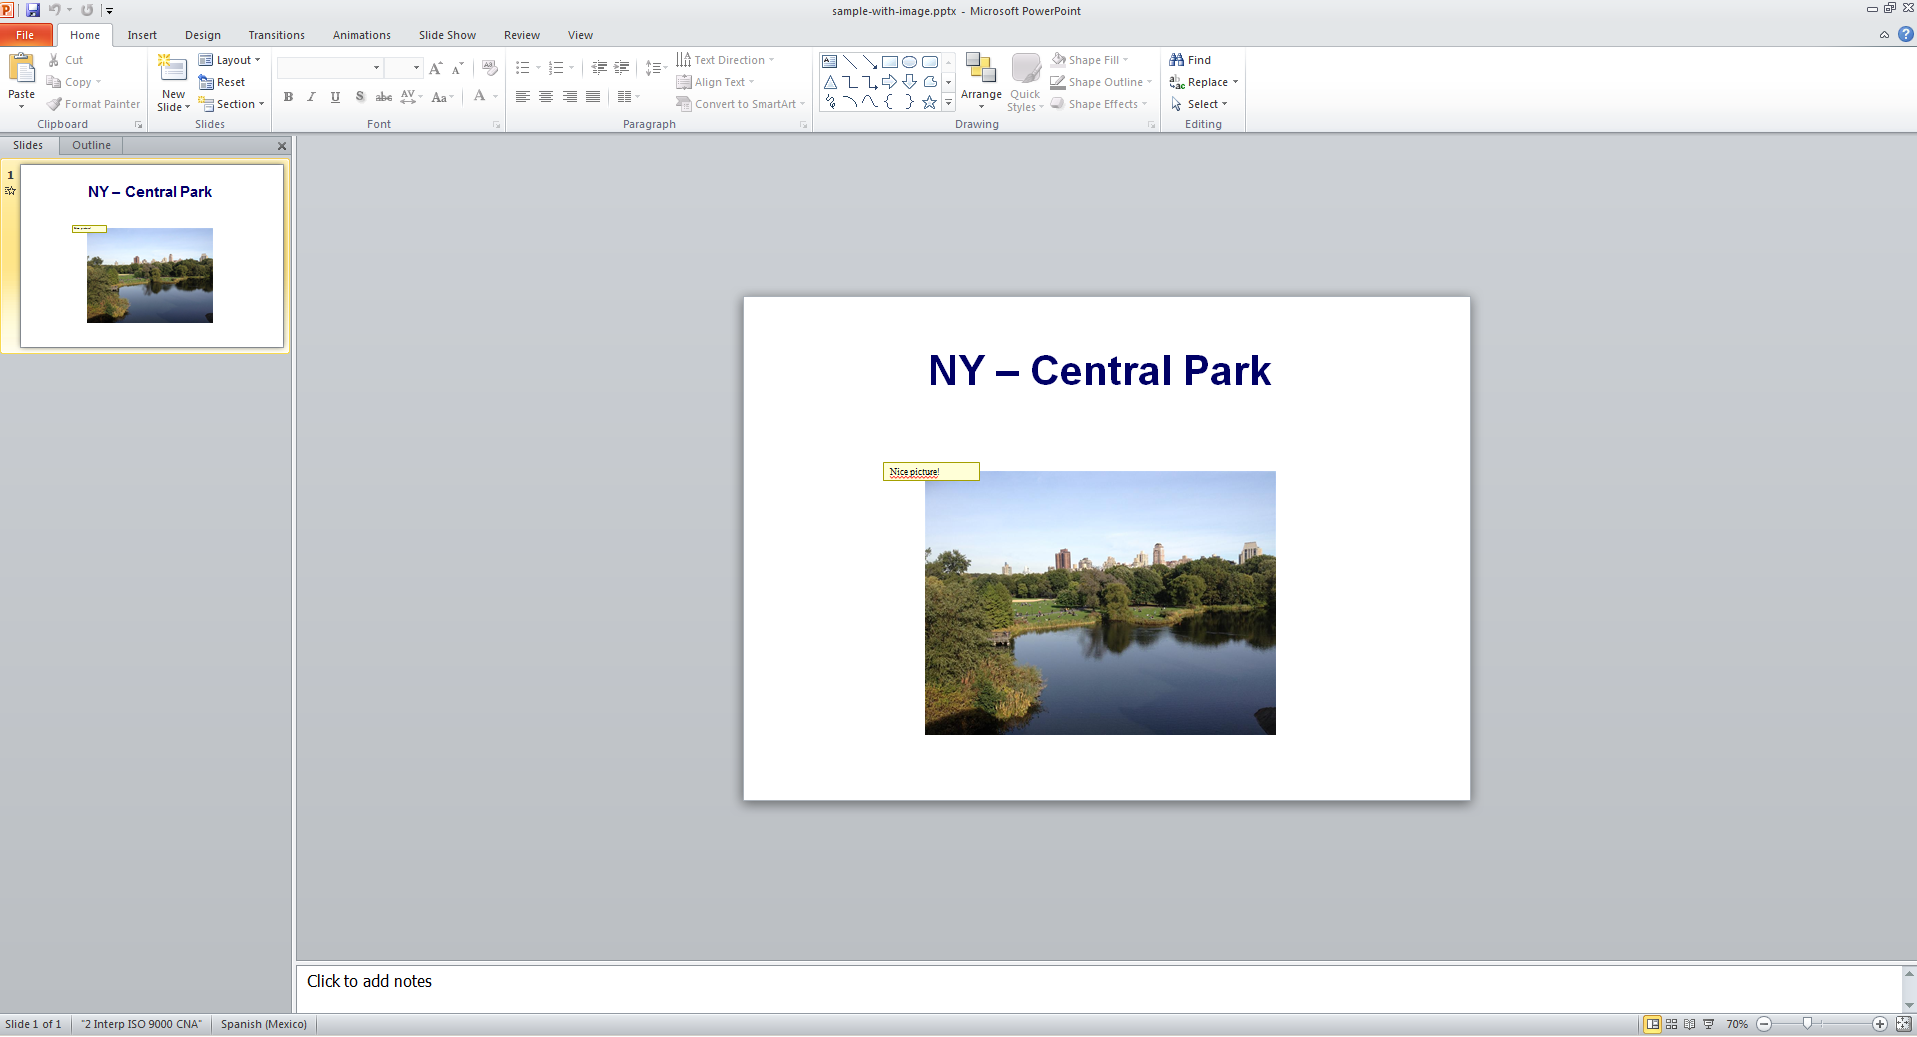 sample-with-image.pptx - Microsoft PowerPoint
File Home Insert Design Transitions Animations Slide Show Review View
Paste
Cut
Copy
Format Painter
Clipboard
New Slide
Layout
Reset
Section
Slides
B I U S abc AV Aa A
Font
Text Direction
Align Text
Convert to SmartArt
Paragraph
Arrange
Quick Styles
Shape Fill
Shape Outline
Shape Effects
Drawing
Find
Replace
Select
Editing
Slides Outline
1
NY – Central Park
NY – Central Park
Nice picture!
Click to add notes
Slide 1 of 1 "2 Interp ISO 9000 CNA" Spanish (Mexico) 70%